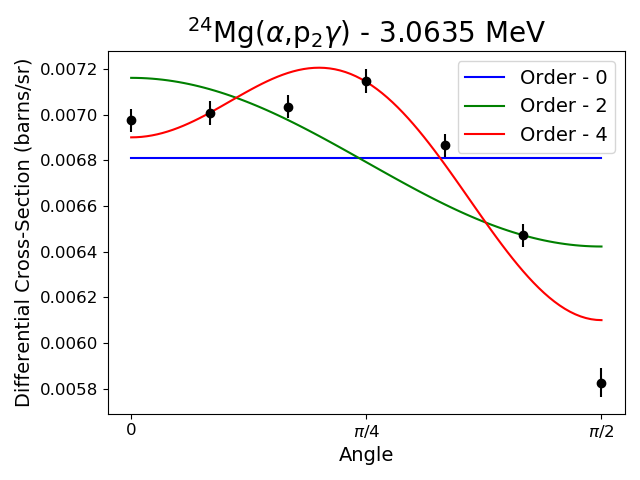 ²⁴Mg(α,p₂γ) - 3.0635 MeV
Order - 0
Order - 2
Order - 4
Differential Cross-Section (barns/sr)
0.0072
0.0070
0.0068
0.0066
0.0064
0.0062
0.0060
0.0058
0
π/4
π/2
Angle